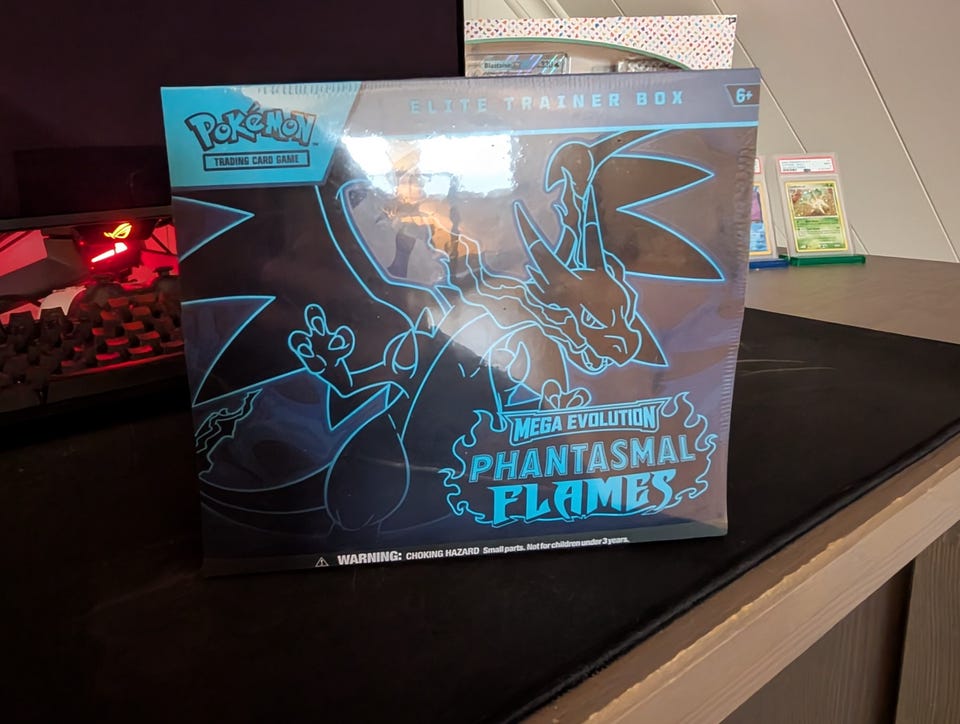 Blastoise
POKéMON
TRADING CARD GAME
ELITE TRAINER BOX
6+
MEGA EVOLUTION
PHANTASMAL
FLAMES
WARNING: CHOKING HAZARD Small parts. Not for children under 3 years.